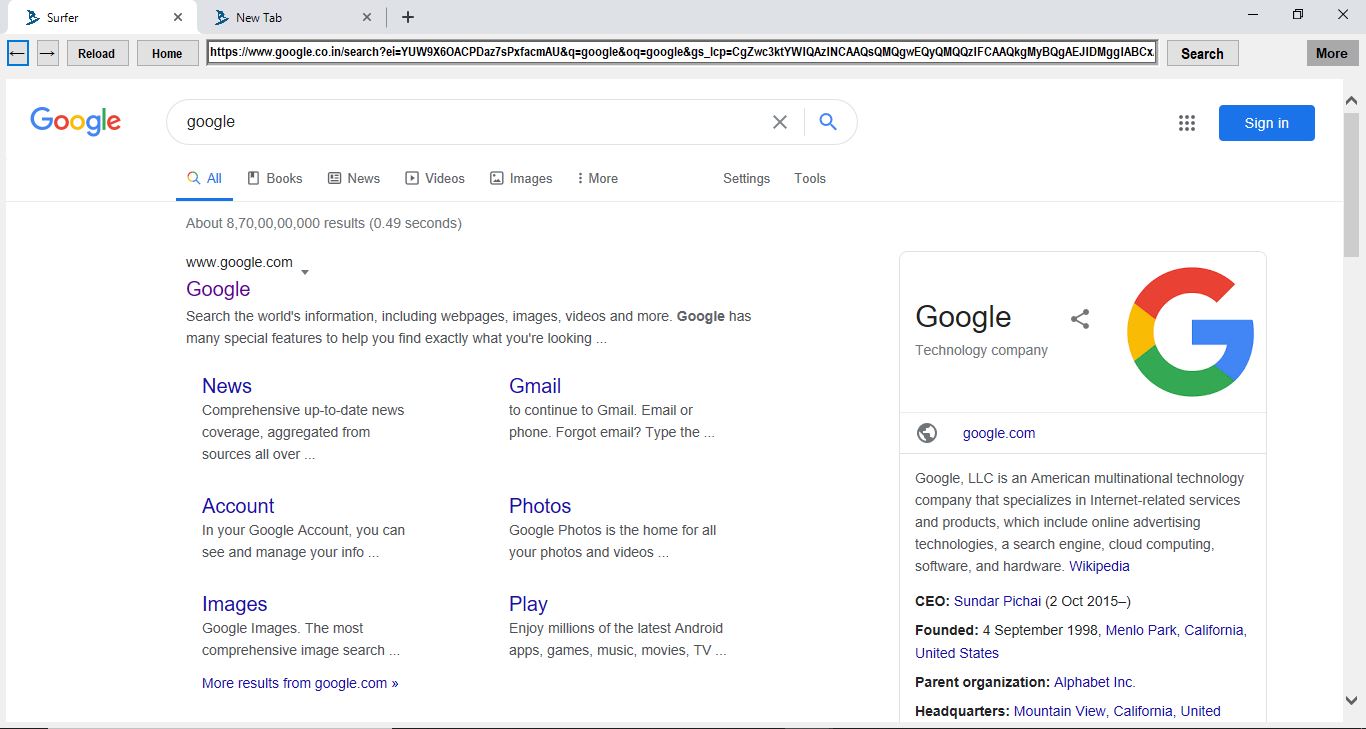 Surfer
New Tab
Reload Home https://www.google.co.in/search?ei=YUW9X6OACPDaz7sPxfacmAU&q=google&oq=google&gs_lcp=CgZwc3ktYWIQAzINCAAQsQMQgwEQyQMQQzIFCAAQkgMyBQgAEJIDMggIABCx. Search More
Google google Sign in
All Books News Videos Images More Settings Tools
About 8,70,00,00,000 results (0.49 seconds)
www.google.com
Google
Search the world's information, including webpages, images, videos and more. Google has
many special features to help you find exactly what you're looking ...
News
Comprehensive up-to-date news
coverage, aggregated from
sources all over ...
Gmail
to continue to Gmail. Email or
phone. Forgot email? Type the ...
Account
In your Google Account, you can
see and manage your info ...
Photos
Google Photos is the home for all
your photos and videos ...
Images
Google Images. The most
comprehensive image search ...
Play
Enjoy millions of the latest Android
apps, games, music, movies, TV ...
More results from google.com »
Google
Technology company
google.com
Google, LLC is an American multinational technology
company that specializes in Internet-related services
and products, which include online advertising
technologies, a search engine, cloud computing,
software, and hardware. Wikipedia
CEO: Sundar Pichai (2 Oct 2015–)
Founded: 4 September 1998, Menlo Park, California,
United States
Parent organization: Alphabet Inc.
Headquarters: Mountain View, California, United